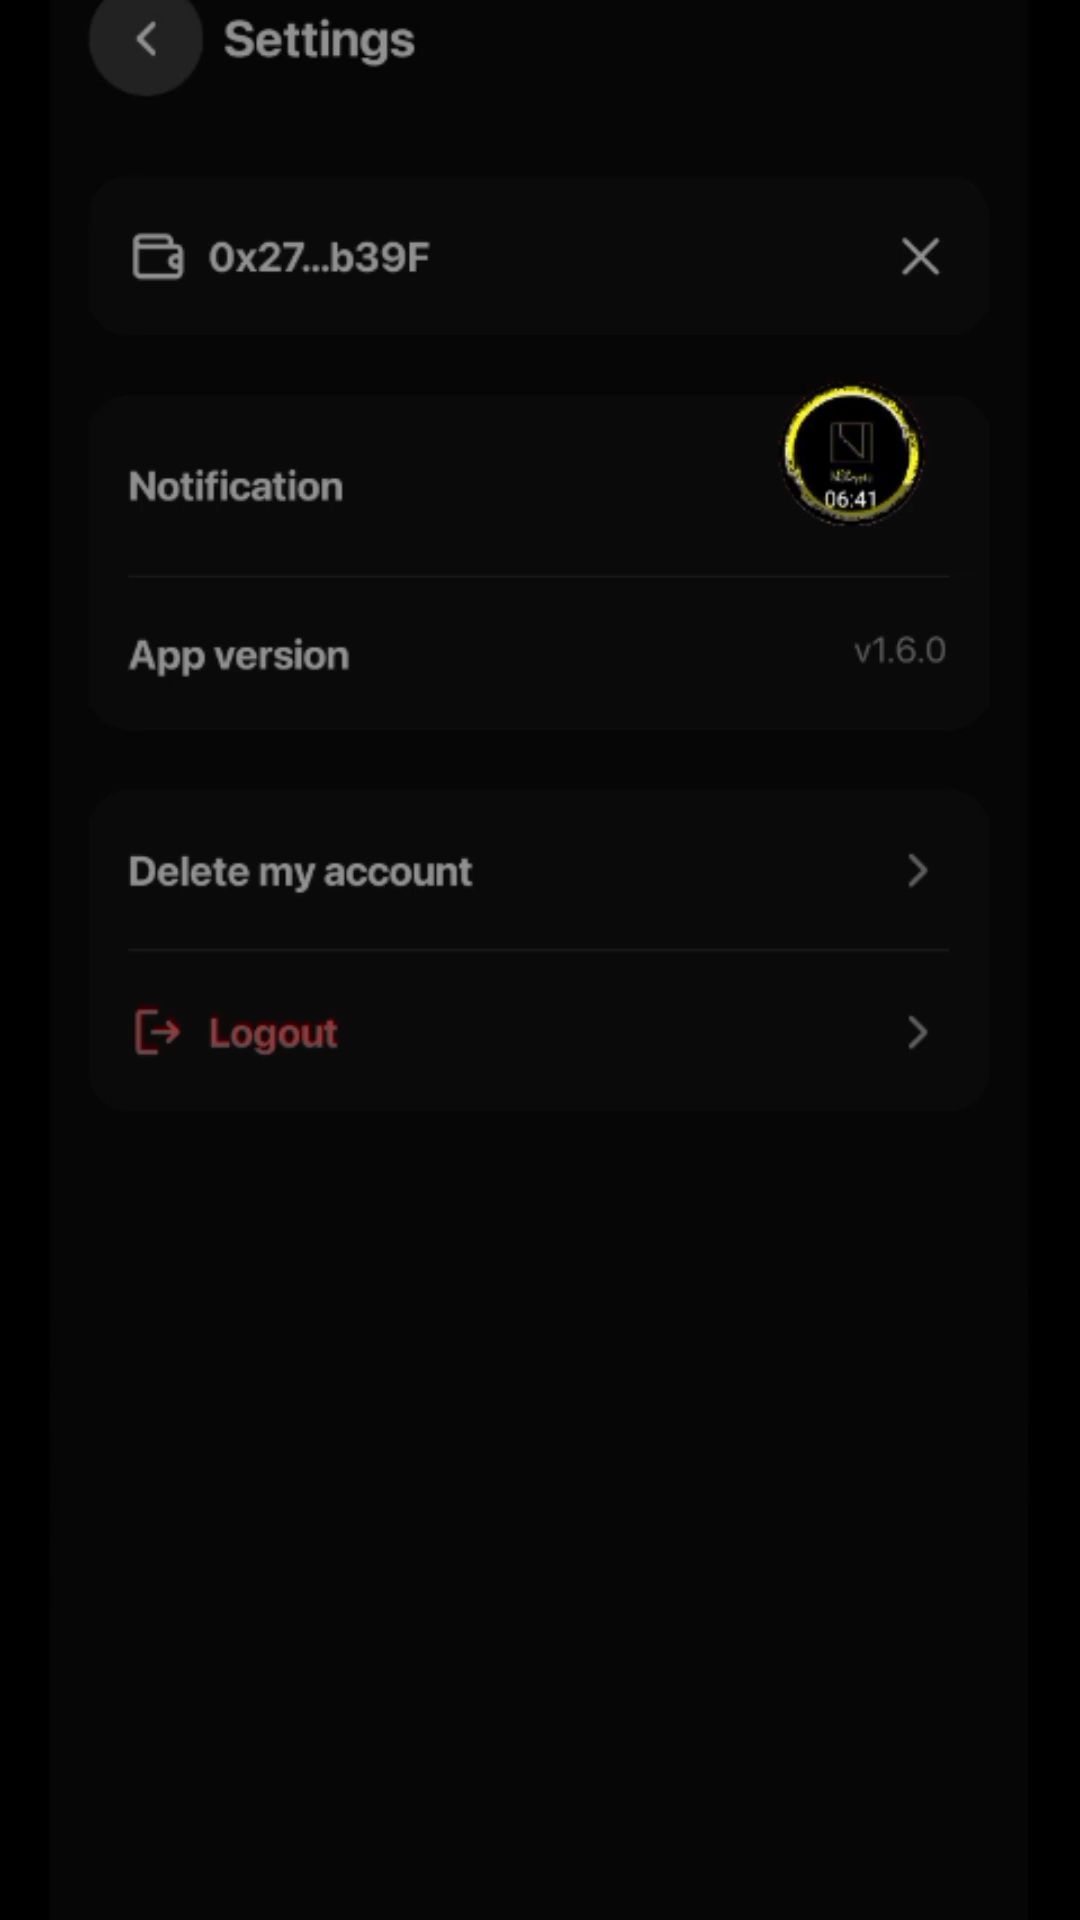 Settings
0x27...b39F
Notification
06:41
App version
v1.6.0
Delete my account
Logout